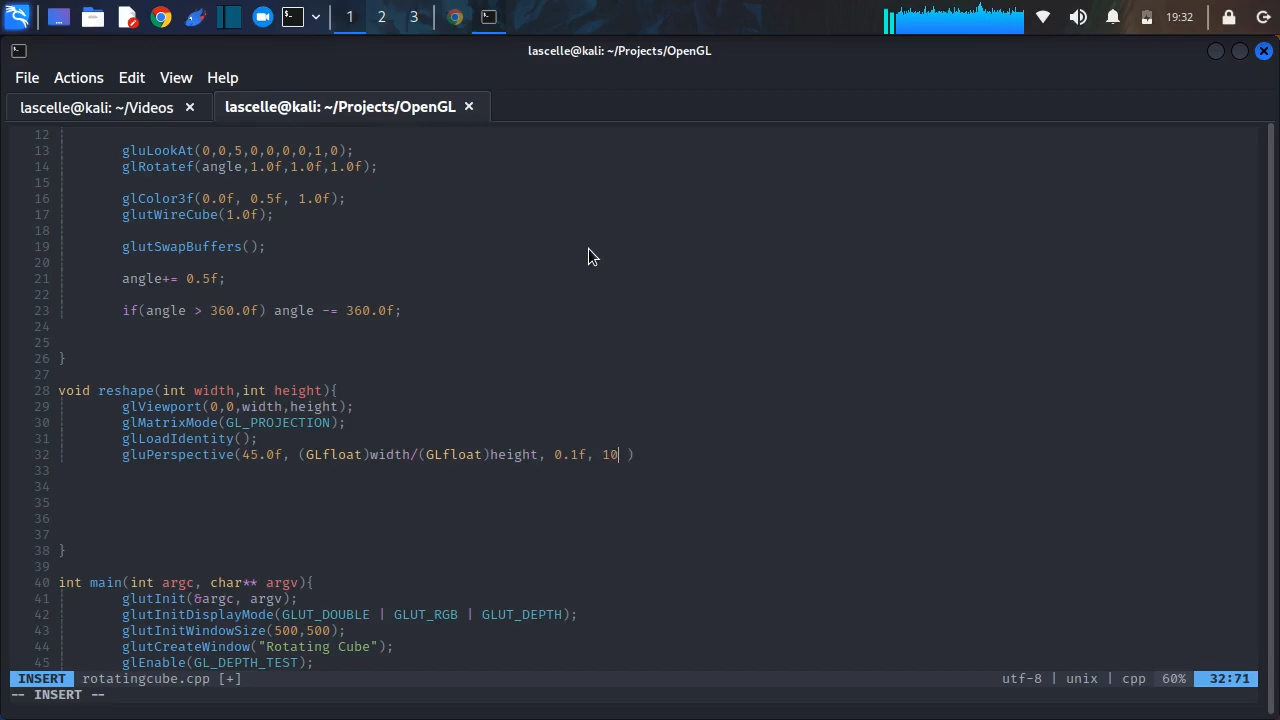 1 2 3 19:32
lascelle@kali: ~/Projects/OpenGL
File Actions Edit View Help
lascelle@kali: ~/Videos × lascelle@kali: ~/Projects/OpenGL ×
12
13 gluLookAt(0,0,5,0,0,0,0,1,0);
14 glRotatef(angle,1.0f,1.0f,1.0f);
15
16 glColor3f(0.0f, 0.5f, 1.0f);
17 glutWireCube(1.0f);
18
19 glutSwapBuffers();
20
21 angle+= 0.5f;
22
23 if(angle > 360.0f) angle -= 360.0f;
24
25
26 }
27
28 void reshape(int width,int height){
29 glViewport(0,0,width,height);
30 glMatrixMode(GL_PROJECTION);
31 glLoadIdentity();
32 gluPerspective(45.0f, (GLfloat)width/(GLfloat)height, 0.1f, 10 )
33
34
35
36
37
38 }
39
40 int main(int argc, char** argv){
41 glutInit(&argc, argv);
42 glutInitDisplayMode(GLUT_DOUBLE | GLUT_RGB | GLUT_DEPTH);
43 glutInitWindowSize(500,500);
44 glutCreateWindow("Rotating Cube");
45 glEnable(GL_DEPTH_TEST);
INSERT rotatingcube.cpp [+] utf-8 | unix | cpp 60% 32:71
-- INSERT --